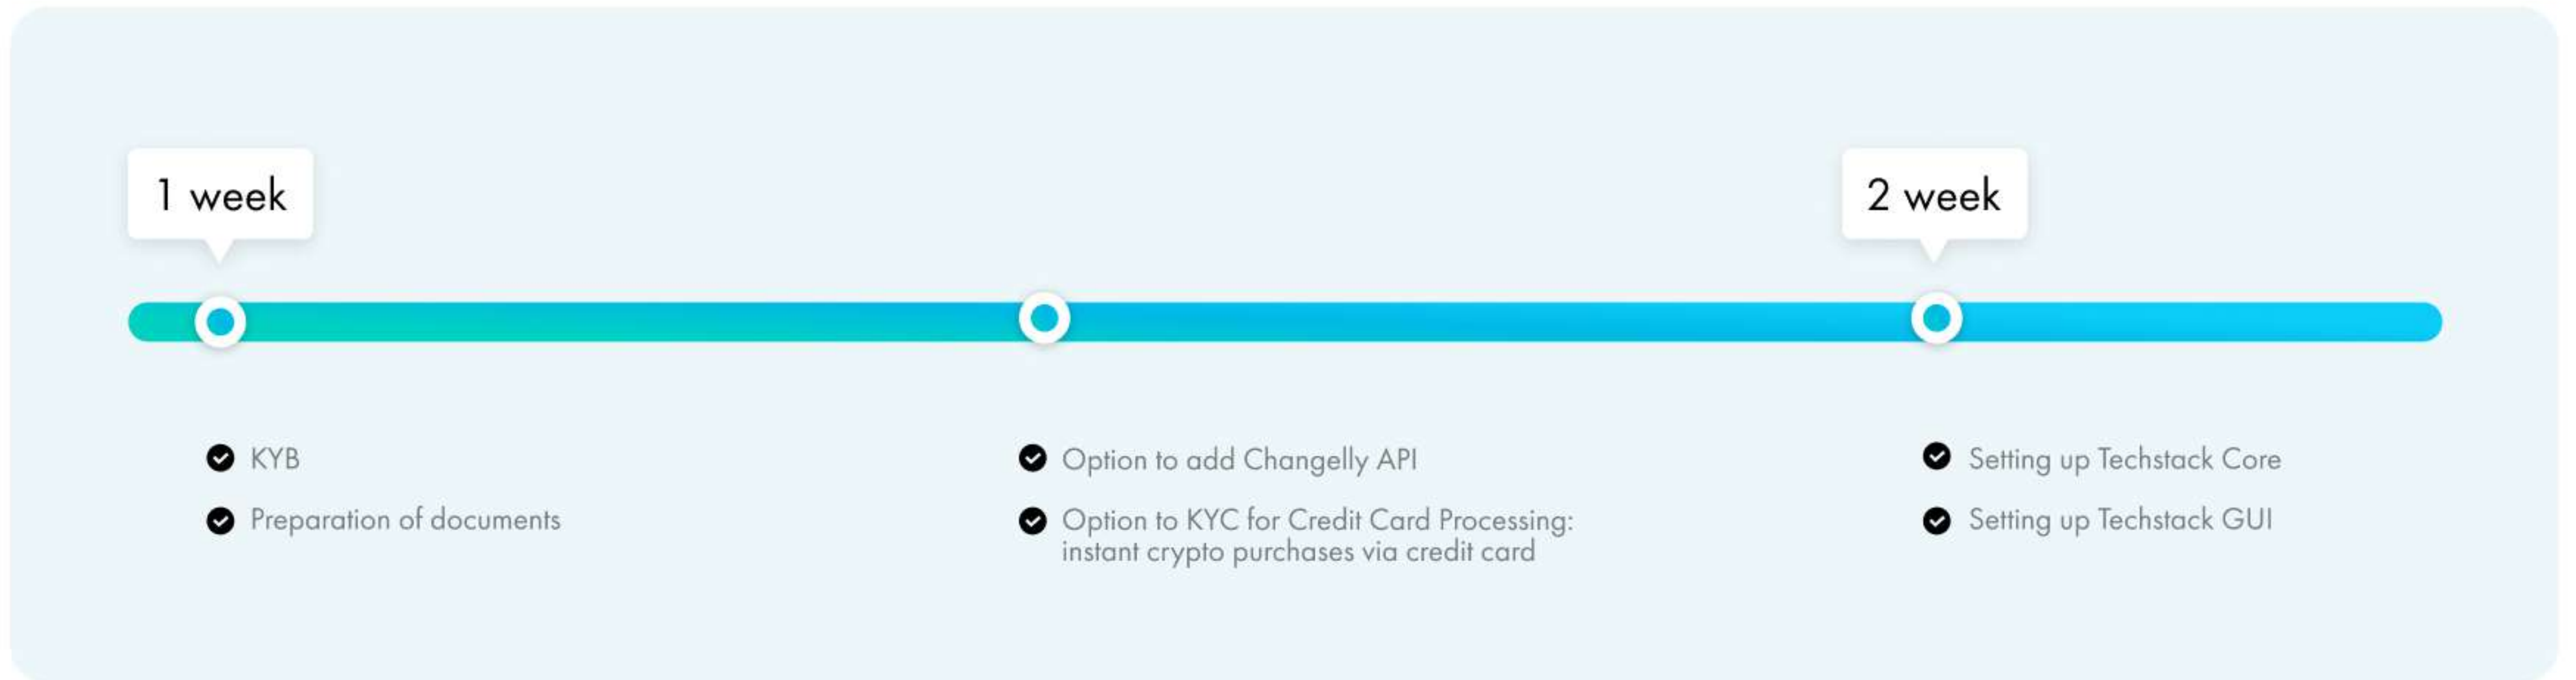 1 week
2 week
KYB
Preparation of documents
Option to add Changelly API
Option to KYC for Credit Card Processing:
instant crypto purchases via credit card
Setting up Techstack Core
Setting up Techstack GUI